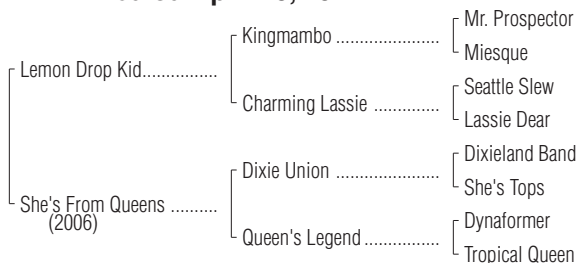 Mr. Prospector
Kingmambo ...................
Miesque
Lemon Drop Kid...............
Seattle Slew
Charming Lassie .............
Lassie Dear
Dixieland Band
Dixie Union ...................
She's Tops
She's From Queens .........
(2006)
Dynaformer
Queen's Legend...............
Tropical Queen